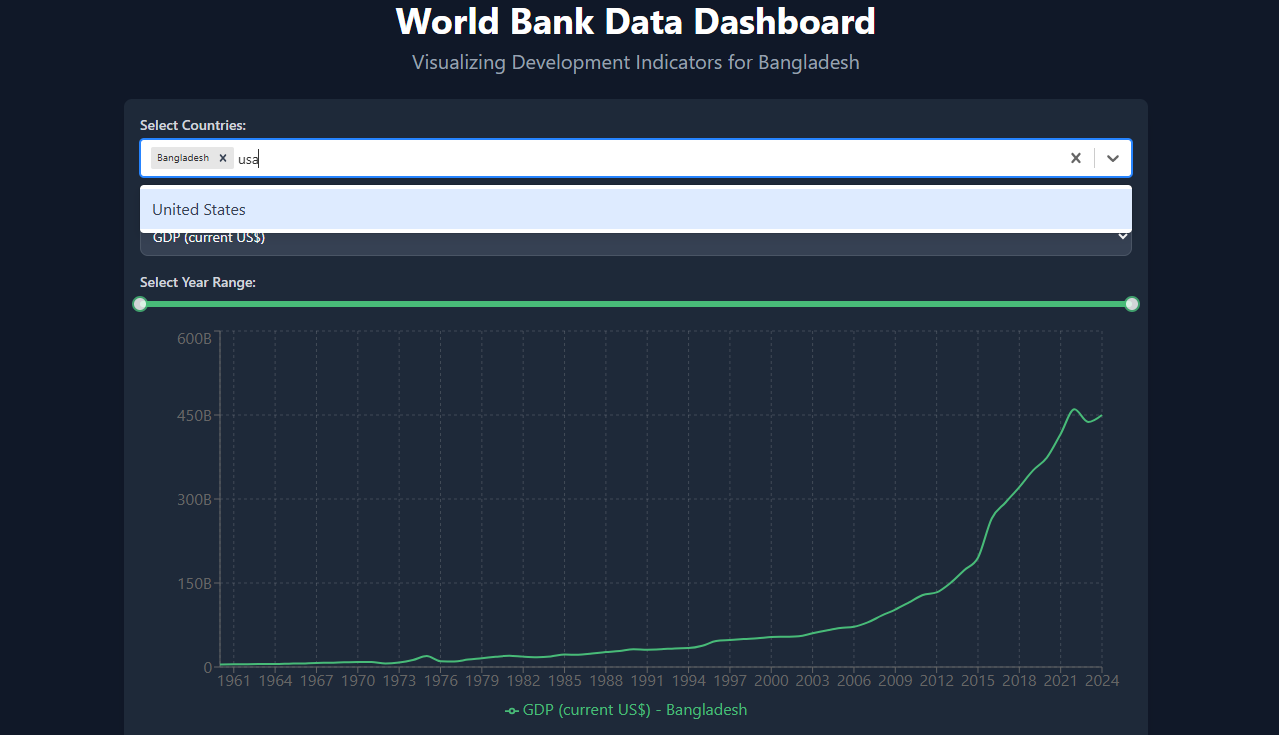 World Bank Data Dashboard
Visualizing Development Indicators for Bangladesh
Select Countries:
Bangladesh usa
United States
GDP (current US$)
Select Year Range:
600B
450B
300B
150B
0
1961 1964 1967 1970 1973 1976 1979 1982 1985 1988 1991 1994 1997 2000 2003 2006 2009 2012 2015 2018 2021 2024
GDP (current US$) - Bangladesh